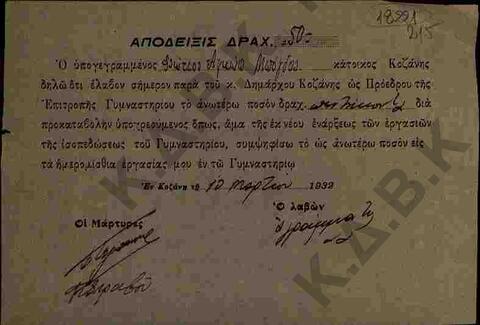 18991
215
ΑΠΟΔΕΙΞΙΣ ΔΡΑΧ. 50
Ὁ ὑπογεγραμμένος κάτοικος Κοζάνης
δηλῶ ὅτι ἔλαβον σήμερον παρὰ τοῦ κ. Δημάρχου Κοζάνης ὡς Προέδρου τῆς
Ἐπιτροπῆς Γυμναστηρίου τὸ ἀνωτέρω ποσὸν δραχ. διὰ
προκαταβολὴν ὑποχρεούμενος ὅπως, ἅμα τῇ ἐκ νέου ἐνάρξεως τῶν ἐργασιῶν
τῆς ἰσοπεδώσεως τοῦ Γυμναστηρίου, συμψηφίσω τὸ ὡς ἀνωτέρω ποσὸν εἰς
τὰ ἡμερομίσθια ἐργασίας μου ἐν τῷ Γυμναστηρίῳ
Ἐν Κοζάνῃ τῇ 10 Μαρτίου 1932
Οἱ Μάρτυρες
Ὁ λαβὼν
Κ.Δ.Β.Κ